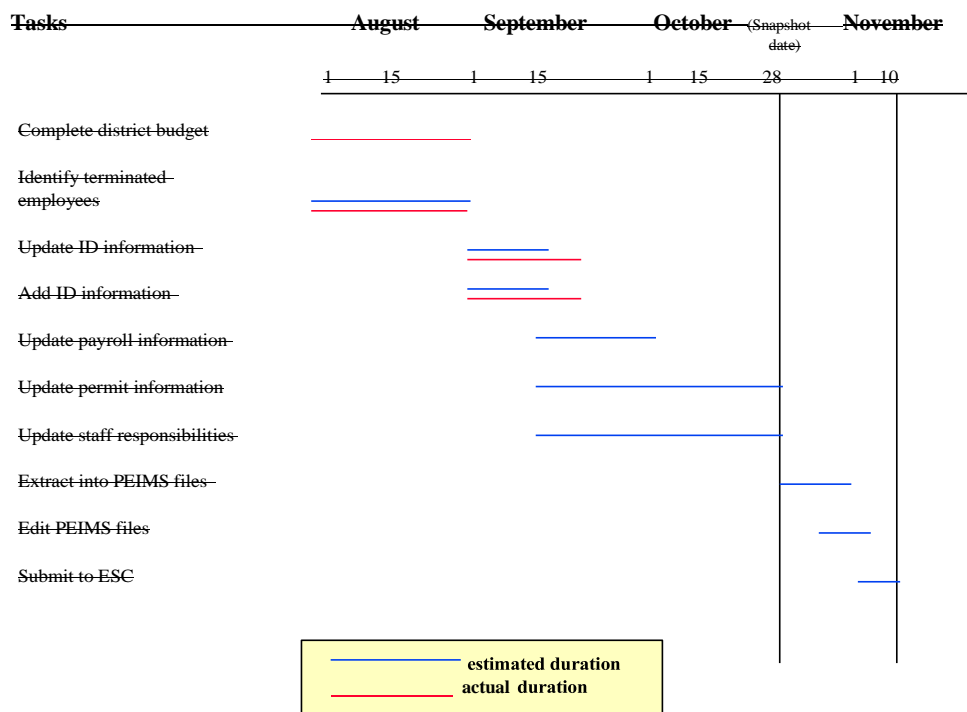 Tasks August September October (Snapshot November
date)
1 15 1 15 1 15 28 1 10
Complete district budget
Identify terminated
employees
Update ID information
Add ID information
Update payroll information
Update permit information
Update staff responsibilities
Extract into PEIMS files
Edit PEIMS files
Submit to ESC
estimated duration
actual duration